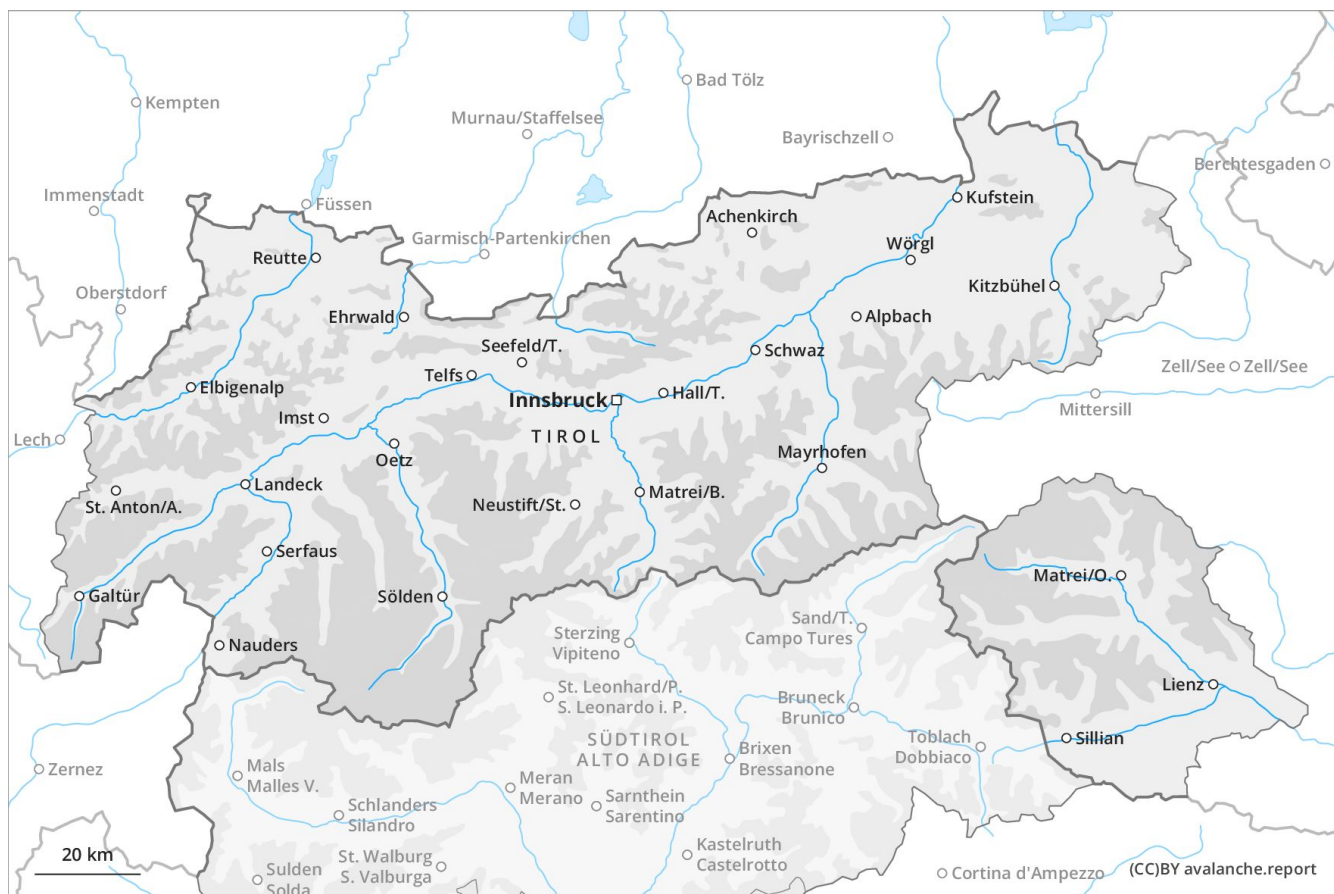 Kempten
Bad Tölz
Murnau/Staffelsee
Bayrischzell
Berchtesgaden
Immenstadt
Füssen
Kufstein
Achenkirch
Garmisch-Partenkirchen
Wörgl
Reutte
Oberstdorf
Kitzbühel
Ehrwald
Alpbach
Seefeld/T.
Schwaz
Telfs
Zell/See
Zell/See
Elbigenalp
Innsbruck
Hall/T.
Mittersill
Imst
TIROL
Lech
Oetz
Mayrhofen
Landeck
St. Anton/A.
Neustift/St.
Matrei/B.
Serfaus
Matrei/O.
Galtür
Sölden
Sand/T.
Campo Tures
Sterzing
Vipiteno
Nauders
Lienz
St. Leonhard/P.
S. Leonardo i. P.
Bruneck
Brunico
Sillian
Toblach
Dobbiaco
SÜDTIROL
ALTO ADIGE
Brixen
Bressanone
Zernez
Mals
Malles V.
Meran
Merano
Sarnthein
Sarentino
Schlanders
Silandro
Kastelruth
Castelrotto
20 km
St. Walburg
S. Valburga
Sulden
Solda
Cortina d'Ampezzo
(CC)BY avalanche.report